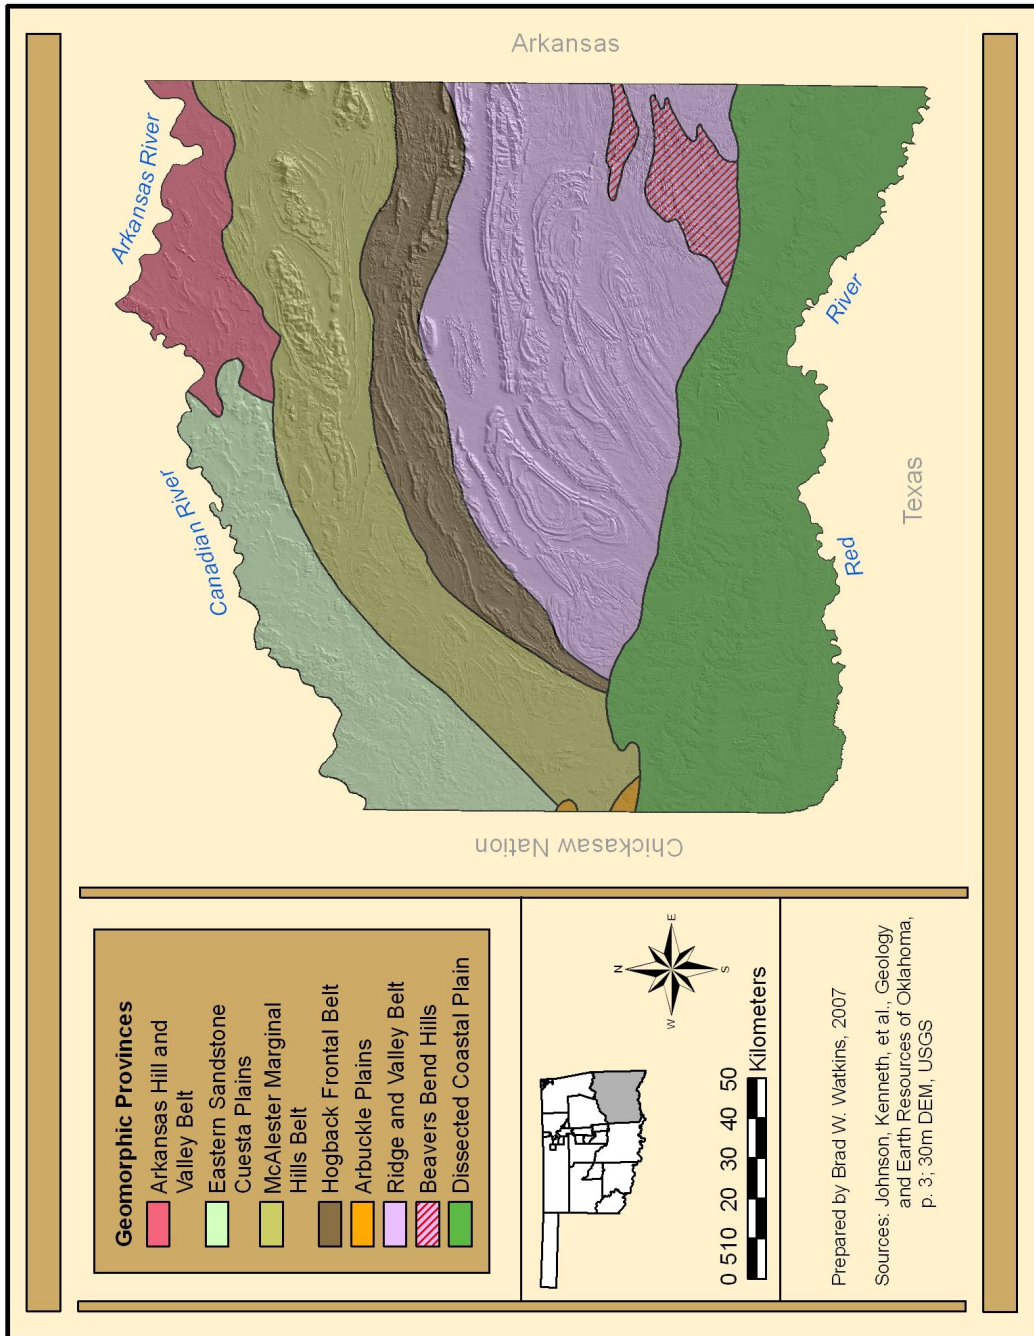 Geomorphic Provinces
Arkansas Hill and
Valley Belt
Eastern Sandstone
Cuesta Plains
McAlester Marginal
Hills Belt
Hogback Frontal Belt
Arbuckle Plains
Ridge and Valley Belt
Beavers Bend Hills
Dissected Coastal Plain
N
E
S
W
0 510 20 30 40 50
Kilometers
Prepared by Brad W. Watkins, 2007
Sources: Johnson, Kenneth, et al., Geology
and Earth Resources of Oklahoma,
p. 3; 30m DEM, USGS
Chickasaw Nation
Canadian River
Arkansas River
Arkansas
Red
River
Texas